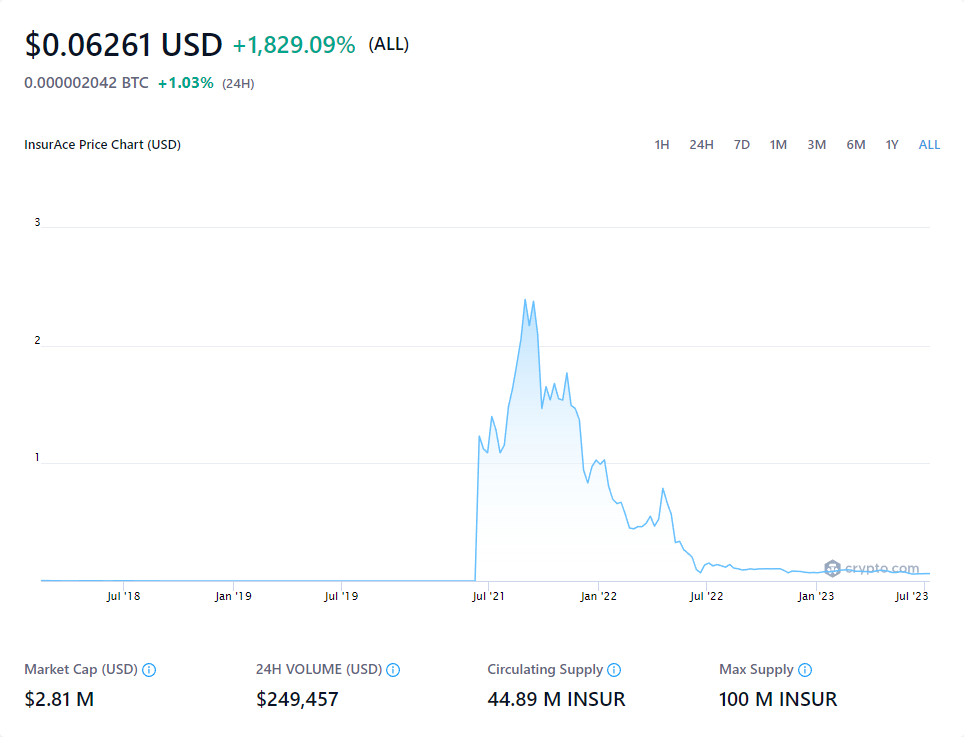 $0.06261 USD +1,829.09% (ALL)
0.000002042 BTC +1.03% (24H)
InsurAce Price Chart (USD) 1H 24H 7D 1M 3M 6M 1Y ALL
3
2
1
crypto.com
Jul '18 Jan '19 Jul '19 Jul '21 Jan '22 Jul '22 Jan '23 Jul '23
Market Cap (USD) 24H VOLUME (USD) Circulating Supply Max Supply
$2.81 M $249,457 44.89 M INSUR 100 M INSUR